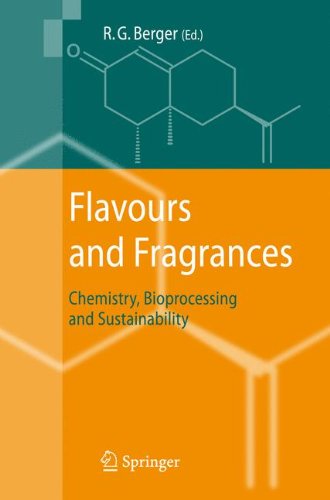 R. G. Berger (Ed.)
O
Flavours
and Fragrances
Chemistry, Bioprocessing
and Sustainability
Springer